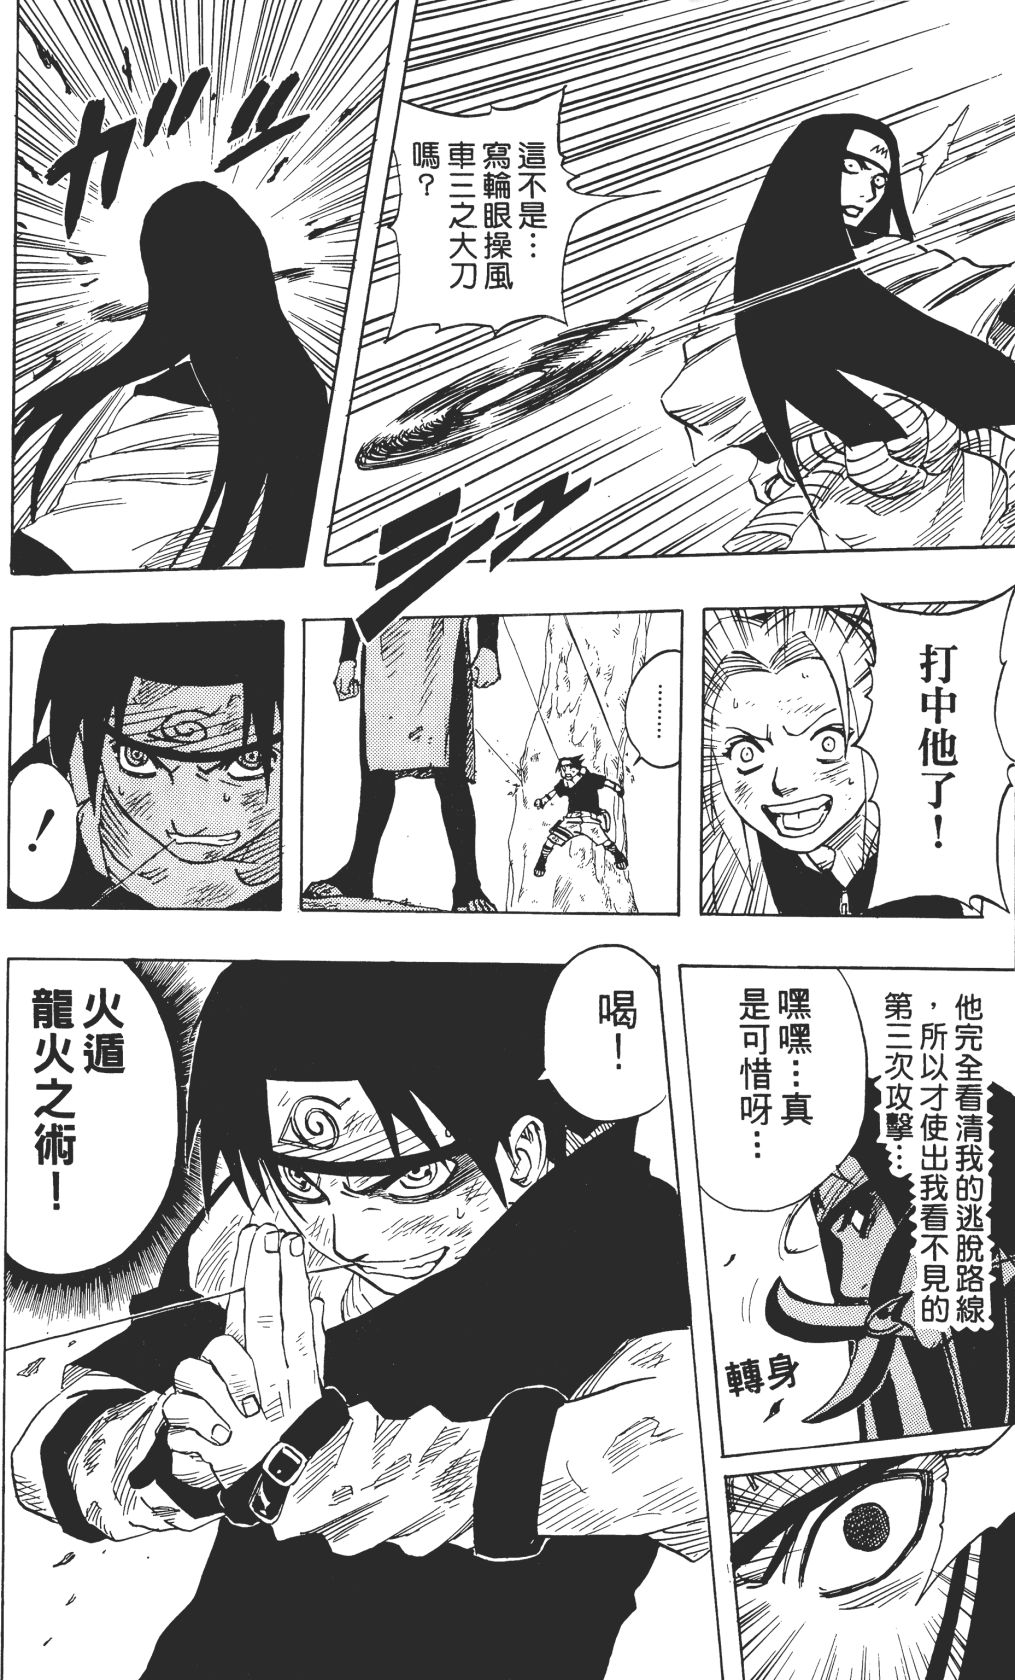 這不是…
寫輪眼操風
車三之大刀
嗎？
ガガッ
シュウ
打中他了！
………
！
他完全看清我的逃脫路線
，所以才使出我看不見的
第三次攻擊…
嘿嘿…真
是可惜呀…
轉身
喝！
火遁
龍火之術！